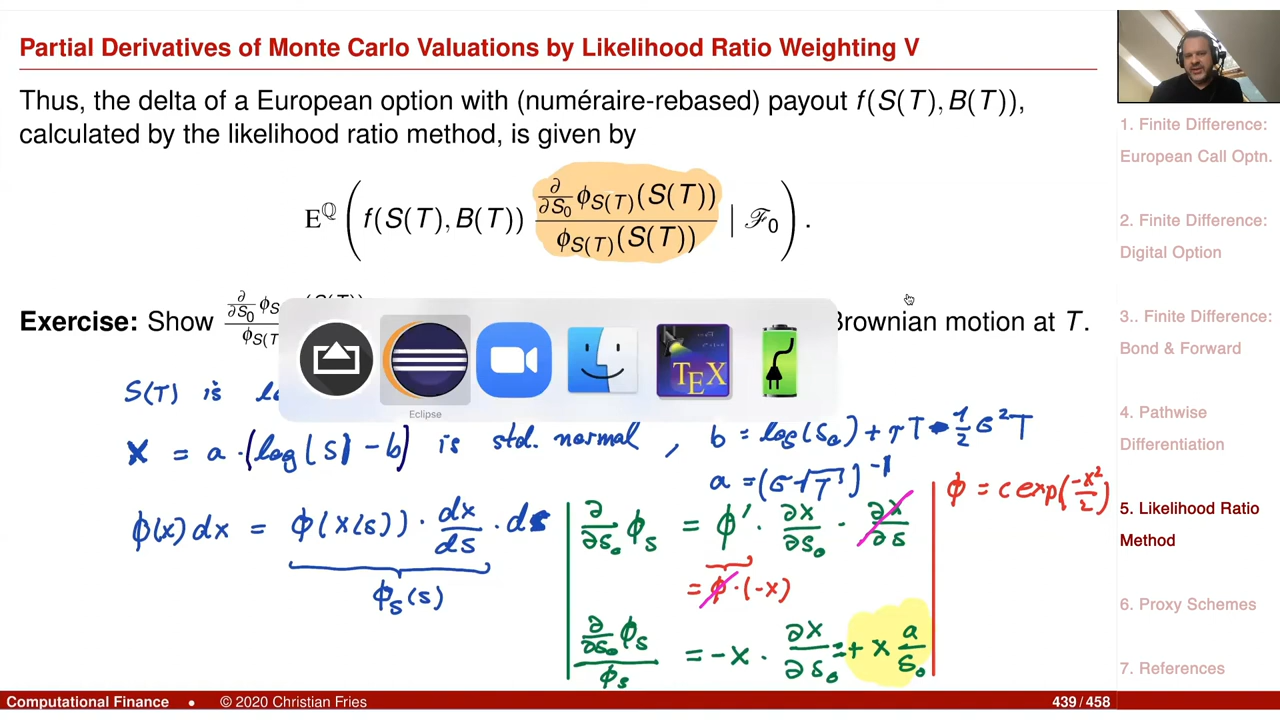 Partial Derivatives of Monte Carlo Valuations by Likelihood Ratio Weighting V
Thus, the delta of a European option with (numéraire-rebased) payout f(S(T), B(T)),
calculated by the likelihood ratio method, is given by
E^ℚ ( f(S(T), B(T)) (∂/∂S₀ ϕ_{S(T)}(S(T))) / (ϕ_{S(T)}(S(T))) | ℱ₀ ) .
Exercise: Show Brownian motion at T.
Eclipse
TEX
S(T) is
x = a · (log(s) − b) is std. normal , b = log(S₀) + rT − ½ σ²T
a = (σ √T)⁻¹
ϕ = c exp(−x²/2)
ϕ(x) dx = ϕ(x(s)) · dx/ds · ds
ϕ_S(s)
∂/∂S₀ ϕ_S = ϕ′ · ∂x/∂S₀ · ∂x/∂s
= ϕ · (−x)
(∂/∂S₀ ϕ_S) / ϕ_S = −x · ∂x/∂S₀ = + x a/S₀
1. Finite Difference:
European Call Optn.
2. Finite Difference:
Digital Option
3.. Finite Difference:
Bond & Forward
4. Pathwise
Differentiation
5. Likelihood Ratio
Method
6. Proxy Schemes
7. References
Computational Finance • © 2020 Christian Fries 439/458